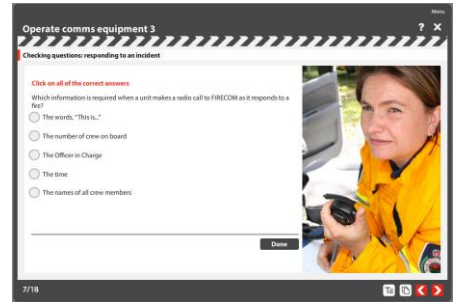 Menu
Operate comms equipment 3
? X
Checking questions: responding to an incident
Click on all of the correct answers
Which information is required when a unit makes a radio call to FIRECOM as it responds to a
fire?
The words, "This is..."
The number of crew on board
The Officer in Charge
The time
The names of all crew members
Done
7/18